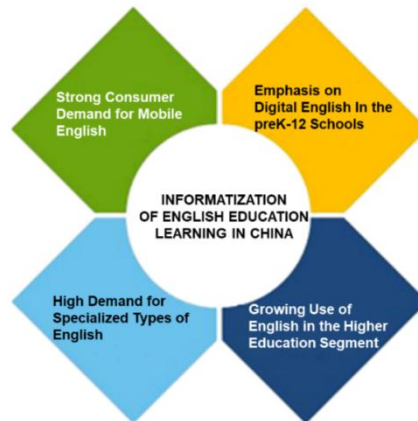 Strong Consumer
Demand for Mobile
English
Emphasis on
Digital English In the
preK-12 Schools
INFORMATIZATION
OF ENGLISH EDUCATION
LEARNING IN CHINA
High Demand for
Specialized Types of
English
Growing Use of
English in the Higher
Education Segment